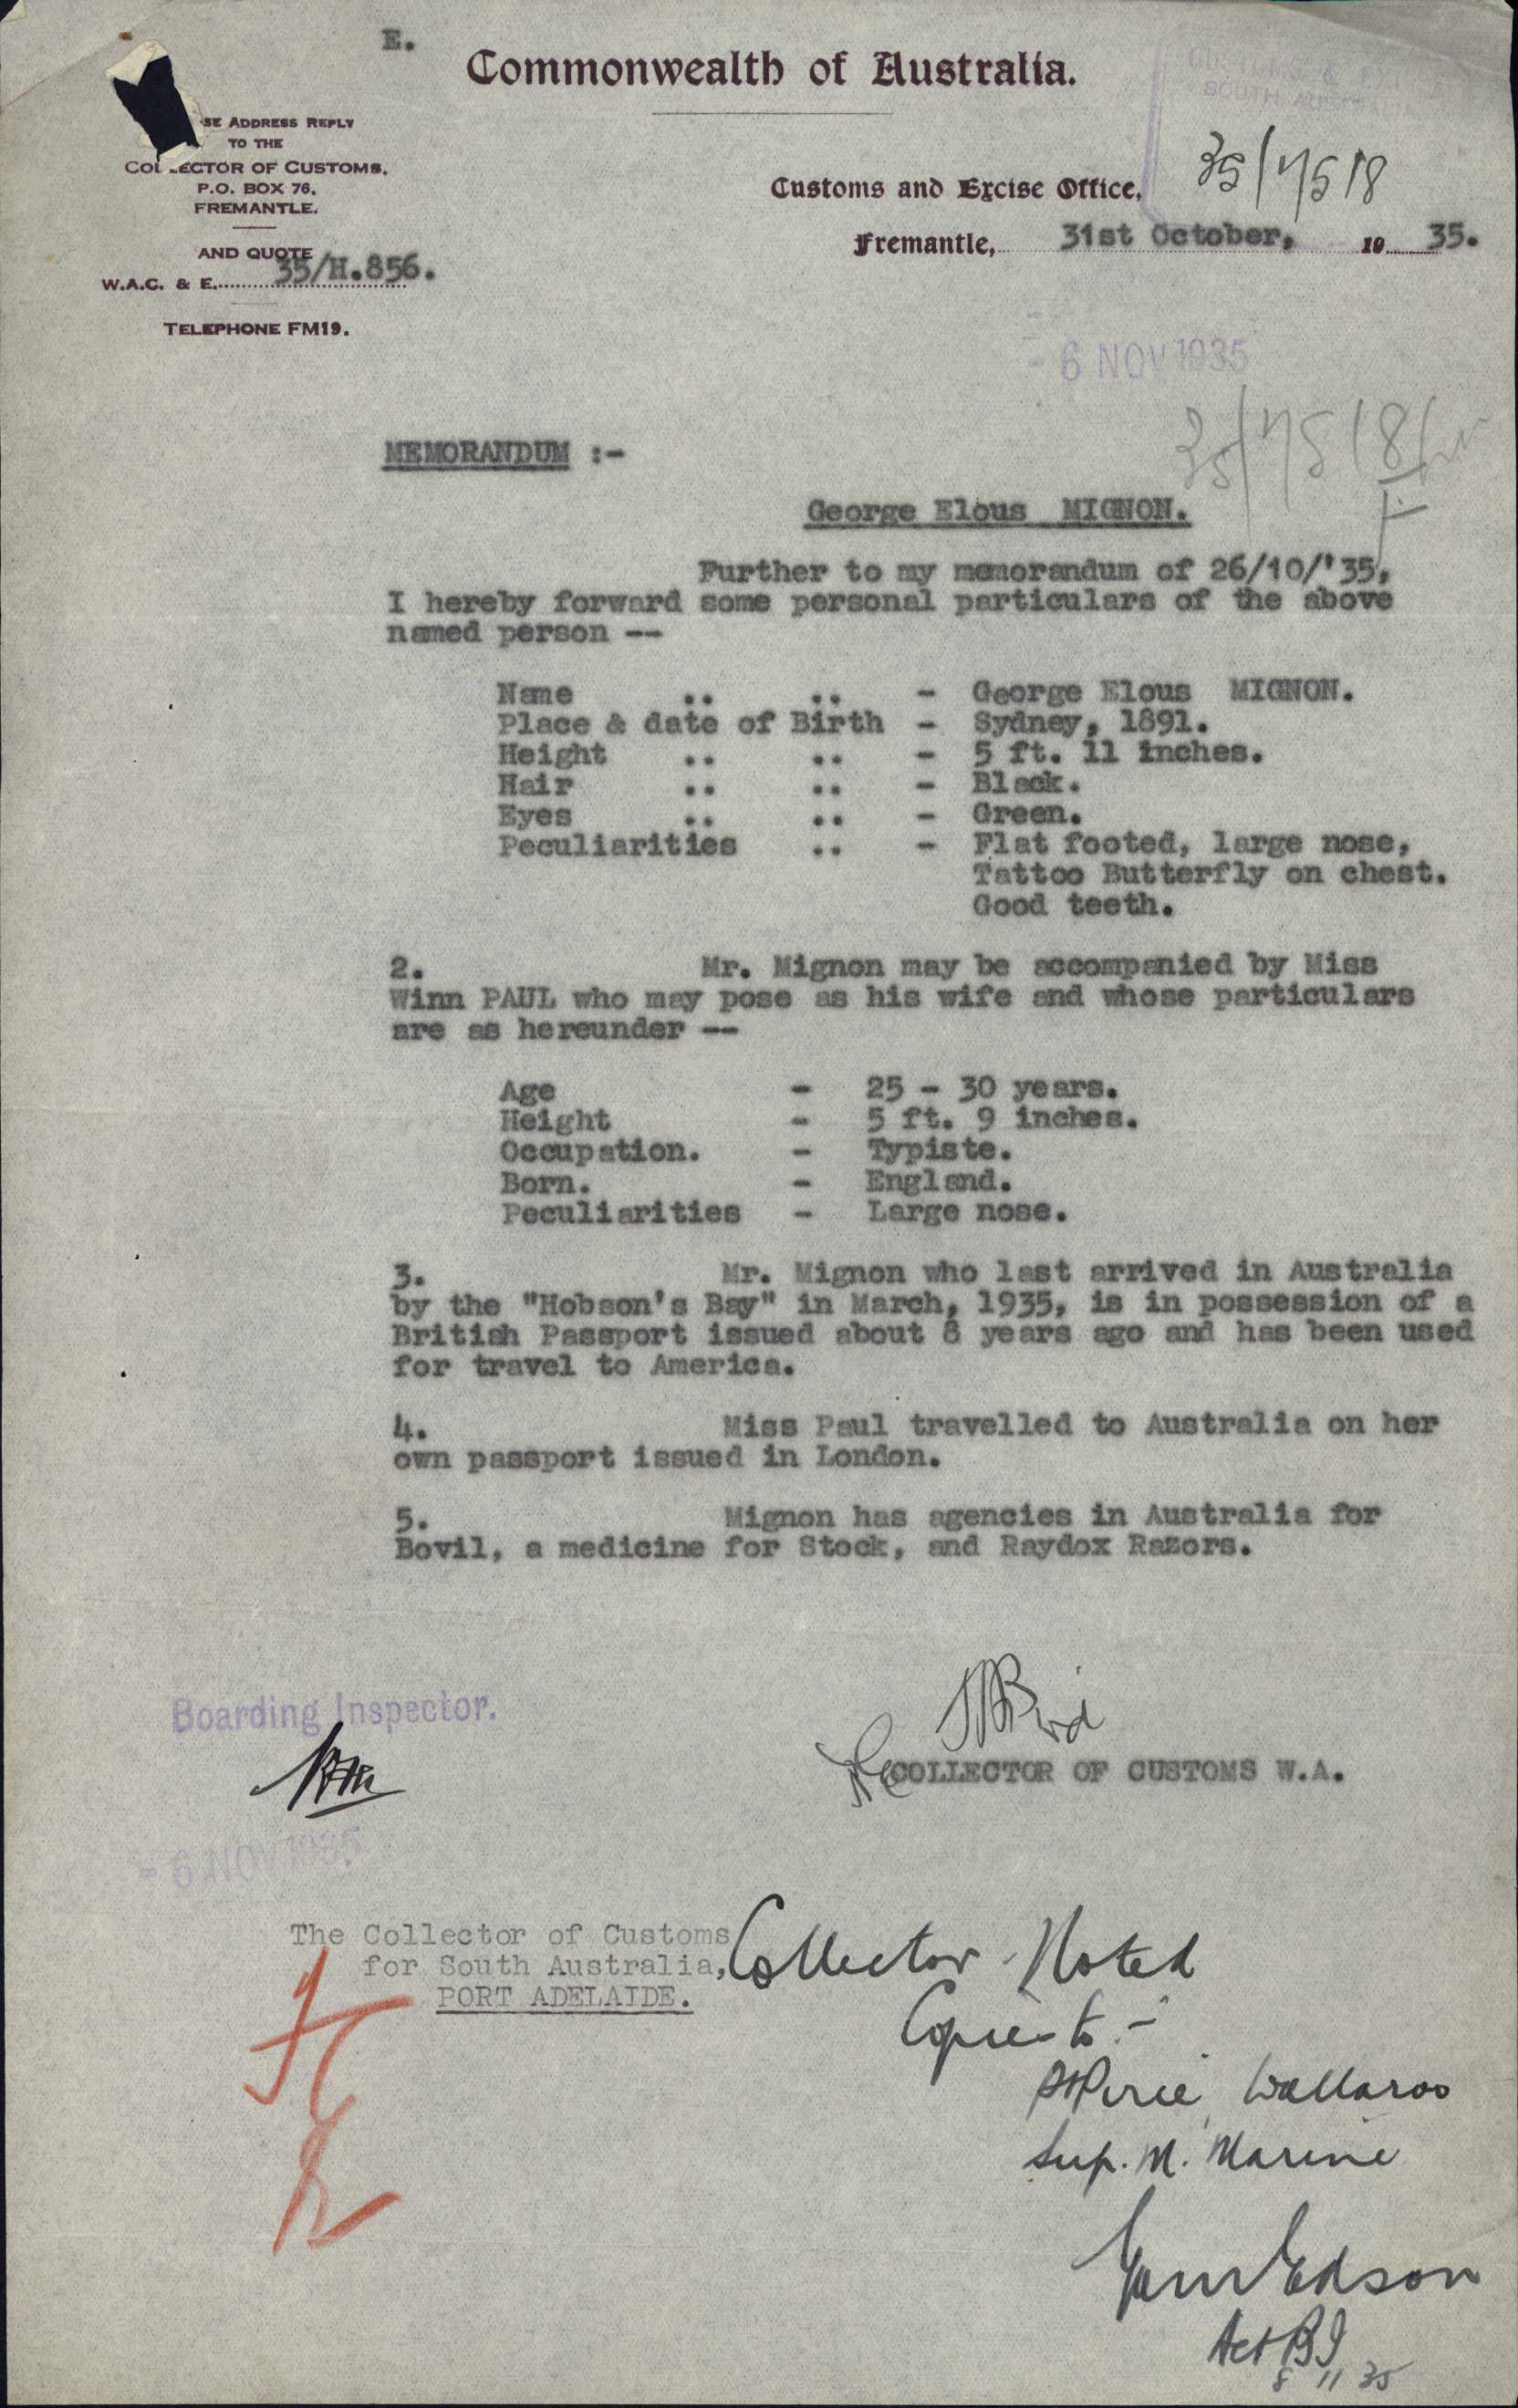 E.
Commonwealth of Australia.
SE ADDRESS REPLY
TO THE
COLLECTOR OF CUSTOMS,
P.O. BOX 76,
FREMANTLE.
AND QUOTE
W.A.C. & E. 35/H.856.
TELEPHONE FM19.
SOUTH
35/7518
Customs and Excise Office,
Fremantle, 31st October, 19 35.
- 6 NOV 1935
35/7518
MEMORANDUM :-
George Elous MIGNON.
Further to my memorandum of 26/10/'35,
I hereby forward some personal particulars of the above
named person --
Name .. .. - George Elous MIGNON.
Place & date of Birth - Sydney, 1891.
Height .. .. - 5 ft. 11 inches.
Hair .. .. - Black.
Eyes .. .. - Green.
Peculiarities .. - Flat footed, large nose,
Tattoo Butterfly on chest.
Good teeth.
2. Mr. Mignon may be accompanied by Miss
Winn PAUL who may pose as his wife and whose particulars
are as hereunder --
Age - 25 - 30 years.
Height - 5 ft. 9 inches.
Occupation. - Typiste.
Born. - England.
Peculiarities - Large nose.
3. Mr. Mignon who last arrived in Australia
by the "Hobson's Bay" in March, 1935, is in possession of a
British Passport issued about 8 years ago and has been used
for travel to America.
4. Miss Paul travelled to Australia on her
own passport issued in London.
5. Mignon has agencies in Australia for
Bovil, a medicine for Stock, and Raydox Razors.
Boarding Inspector.
COLLECTOR OF CUSTOMS W.A.
- 6 NOV 1935
The Collector of Customs
for South Australia,
PORT ADELAIDE.
Collector Noted
Copies to :-
Pt Pirie, Wallaroo
Sup. M. Marine
Edson
Act BI
8 11 35